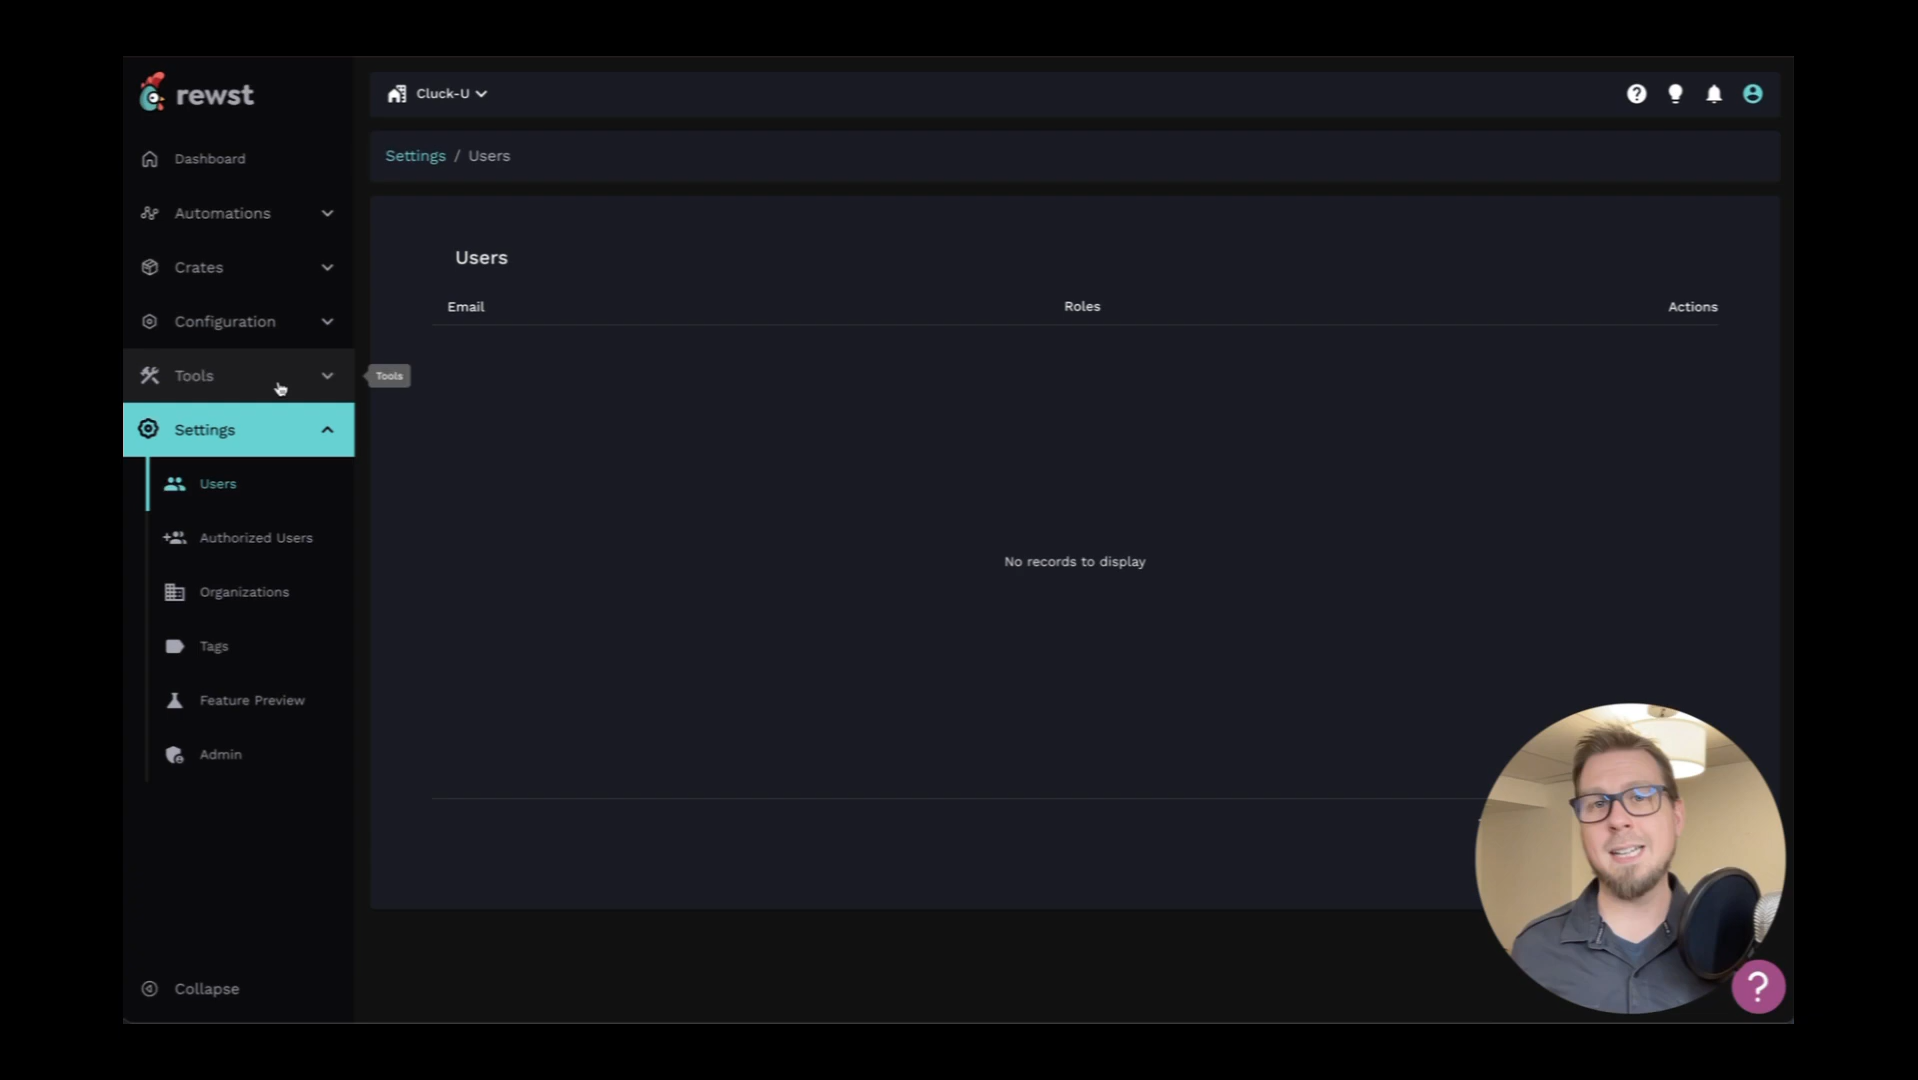 rewst
Cluck-U
Dashboard
Settings / Users
Automations
Users
Crates
Email Roles Actions
Configuration
Tools
Tools
Settings
Users
Authorized Users
No records to display
Organizations
Tags
Feature Preview
Admin
Collapse
?